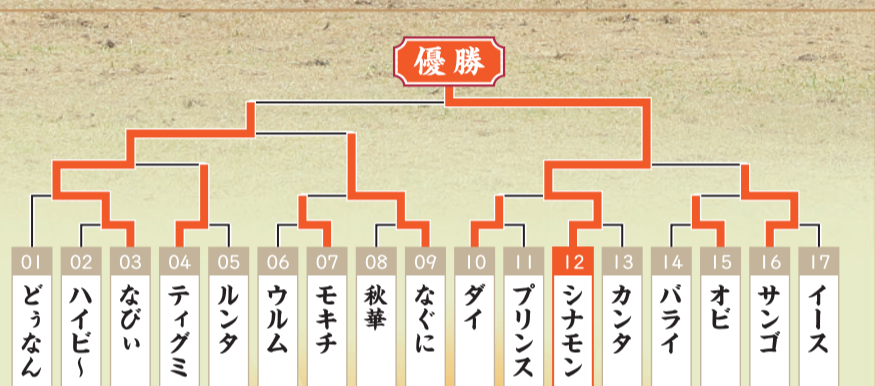 優勝
01 どぅなん
02 ハイビ〜
03 なびぃ
04 ティグミ
05 ルンタ
06 ウルム
07 モキチ
08 秋華
09 なぐに
10 ダイ
11 プリンス
12 シナモン
13 カンタ
14 バライ
15 オビ
16 サンゴ
17 イース